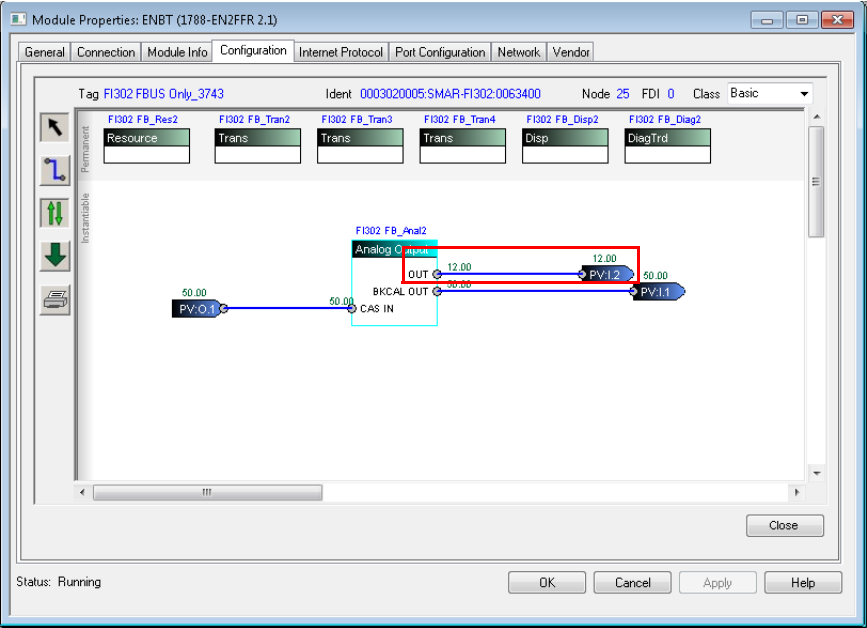 Module Properties: ENBT (1788-EN2FFR 2.1)
General Connection Module Info Configuration Internet Protocol Port Configuration Network Vendor
Tag FI302 FBUS Only_3743 Ident 0003020005:SMAR-FI302:0063400 Node 25 FDI 0 Class Basic
Permanent
FI302 FB_Res2 FI302 FB_Tran2 FI302 FB_Tran3 FI302 FB_Tran4 FI302 FB_Disp2 FI302 FB_Diag2
Resource Trans Trans Trans Disp DiagTrd
Instantiable
FI302 FB_Anal2
Analog Output
12.00
OUT 12.00 PV:I.2
50.00
BKCAL OUT 50.00 PV:I.1
50.00
PV:O.1 50.00 CAS IN
Close
Status: Running OK Cancel Apply Help